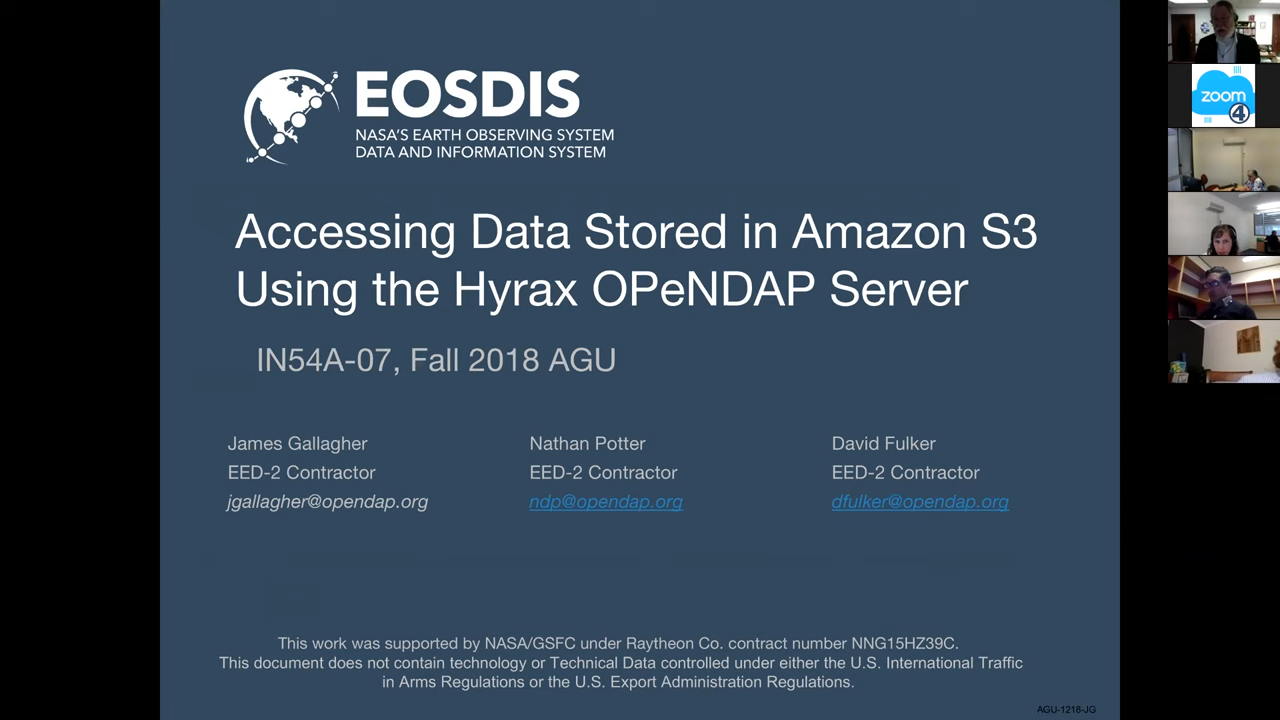 EOSDIS
NASA'S EARTH OBSERVING SYSTEM
DATA AND INFORMATION SYSTEM
Accessing Data Stored in Amazon S3
Using the Hyrax OPeNDAP Server
IN54A-07, Fall 2018 AGU
James Gallagher
EED-2 Contractor
jgallagher@opendap.org
Nathan Potter
EED-2 Contractor
ndp@opendap.org
David Fulker
EED-2 Contractor
dfulker@opendap.org
This work was supported by NASA/GSFC under Raytheon Co. contract number NNG15HZ39C.
This document does not contain technology or Technical Data controlled under either the U.S. International Traffic
in Arms Regulations or the U.S. Export Administration Regulations.
AGU-1218-JG
zoom
4